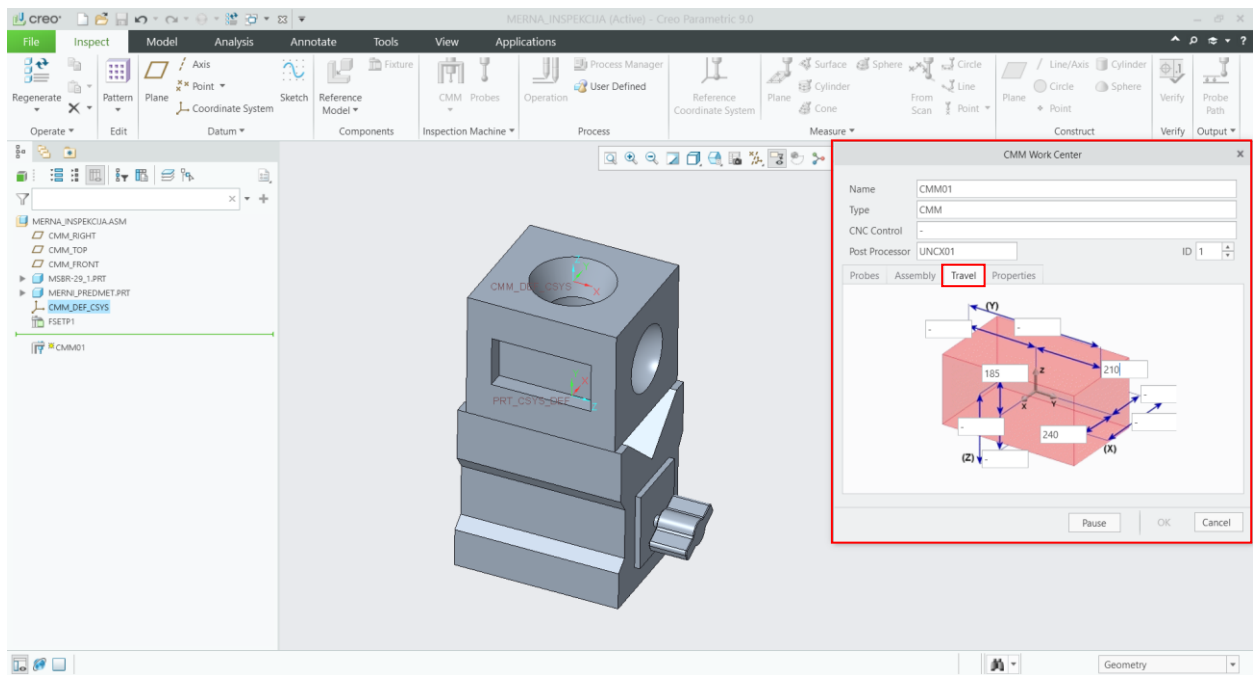 creo® MERNA_INSPEKCIJA (Active) - Creo Parametric 9.0
File Inspect Model Analysis Annotate Tools View Applications
Regenerate
Pattern
Plane
Axis
Point
Coordinate System
Sketch
Reference Model
Fixture
CMM Probes
Operation
Process Manager
User Defined
Reference Coordinate System
Plane
Surface Sphere
Cylinder
Cone
From Scan
Circle
Line
Point
Plane
Line/Axis Cylinder
Circle Sphere
Point
Verify
Probe Path
Operate Edit Datum Components Inspection Machine Process Measure Construct Verify Output
MERNA_INSPEKCIJA.ASM
CMM_RIGHT
CMM_TOP
CMM_FRONT
MSBR-29_1.PRT
MERNI_PREDMET.PRT
CMM_DEF_CSYS
FSETP1
CMM01
CMM_DEF_CSYS
X
PRT_CSYS_DEF
X
Z
CMM Work Center
Name CMM01
Type CMM
CNC Control -
Post Processor UNCX01 ID 1
Probes Assembly Travel Properties
(Y)
-
-
185
Z
210
X
Y
-
-
-
240
(X)
(Z)
-
Pause OK Cancel
Geometry